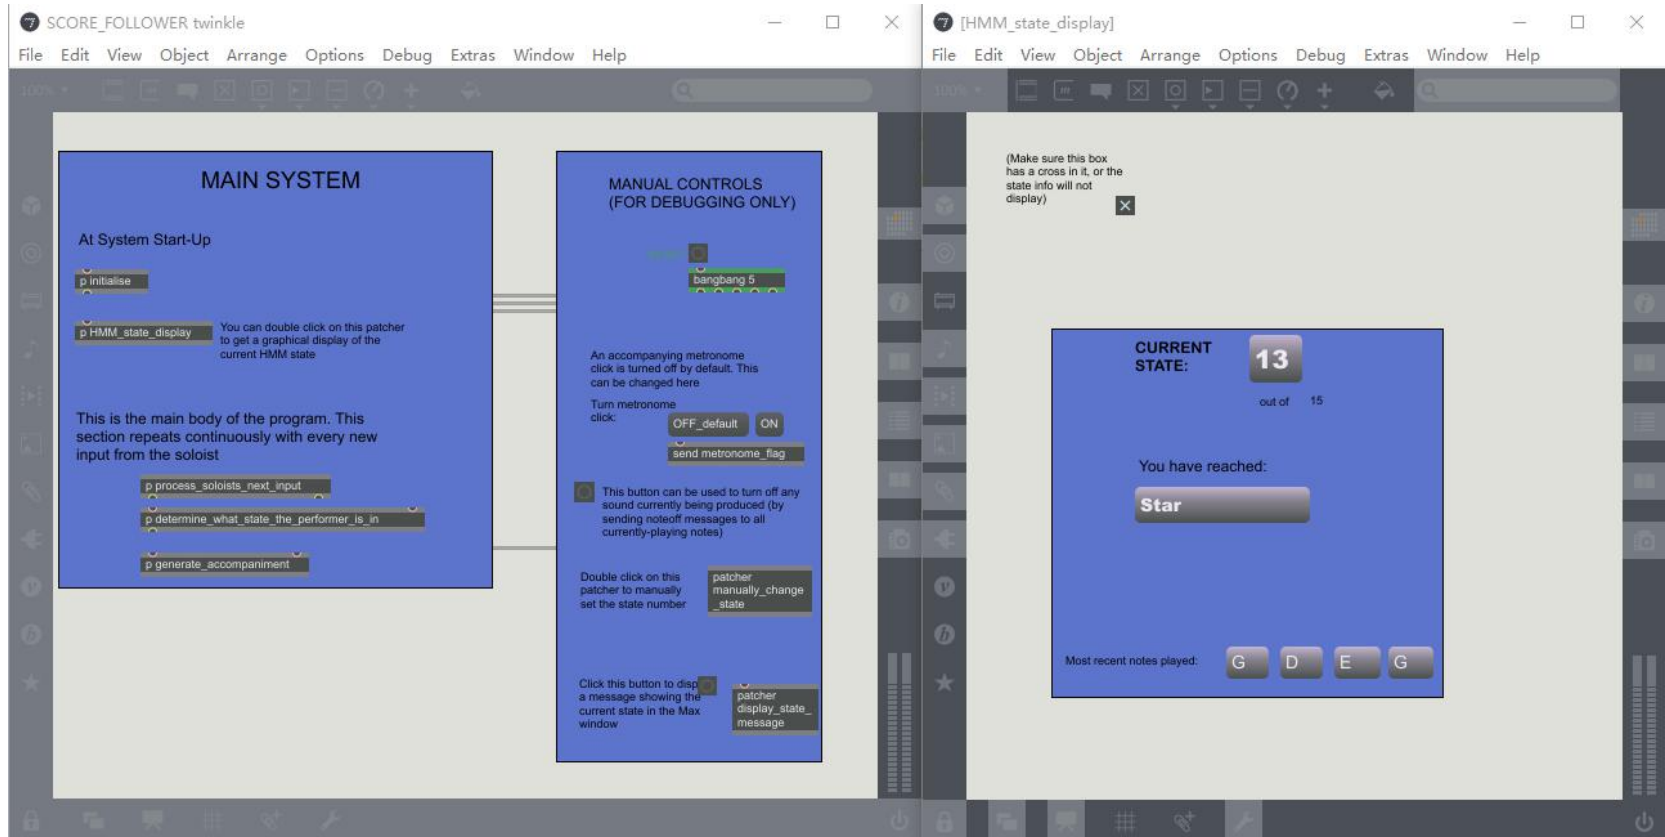 SCORE_FOLLOWER twinkle
File Edit View Object Arrange Options Debug Extras Window Help
100%
MAIN SYSTEM
At System Start-Up
p initialise
p HMM_state_display
You can double click on this patcher
to get a graphical display of the
current HMM state
This is the main body of the program. This
section repeats continuously with every new
input from the soloist
p process_soloists_next_input
p determine_what_state_the_performer_is_in
p generate_accompaniment
MANUAL CONTROLS
(FOR DEBUGGING ONLY)
bangbang 5
An accompanying metronome
click is turned off by default. This
can be changed here
Turn metronome
click:
OFF_default ON
send metronome_flag
This button can be used to turn off any
sound currently being produced (by
sending noteoff messages to all
currently-playing notes)
Double click on this
patcher to manually
set the state number
patcher
manually_change
_state
Click this button to disp
a message showing the
current state in the Max
window
patcher
display_state_
message
[HMM_state_display]
File Edit View Object Arrange Options Debug Extras Window Help
100%
(Make sure this box
has a cross in it, or the
state info will not
display)
CURRENT
STATE:
13
out of 15
You have reached:
Star
Most recent notes played: G D E G